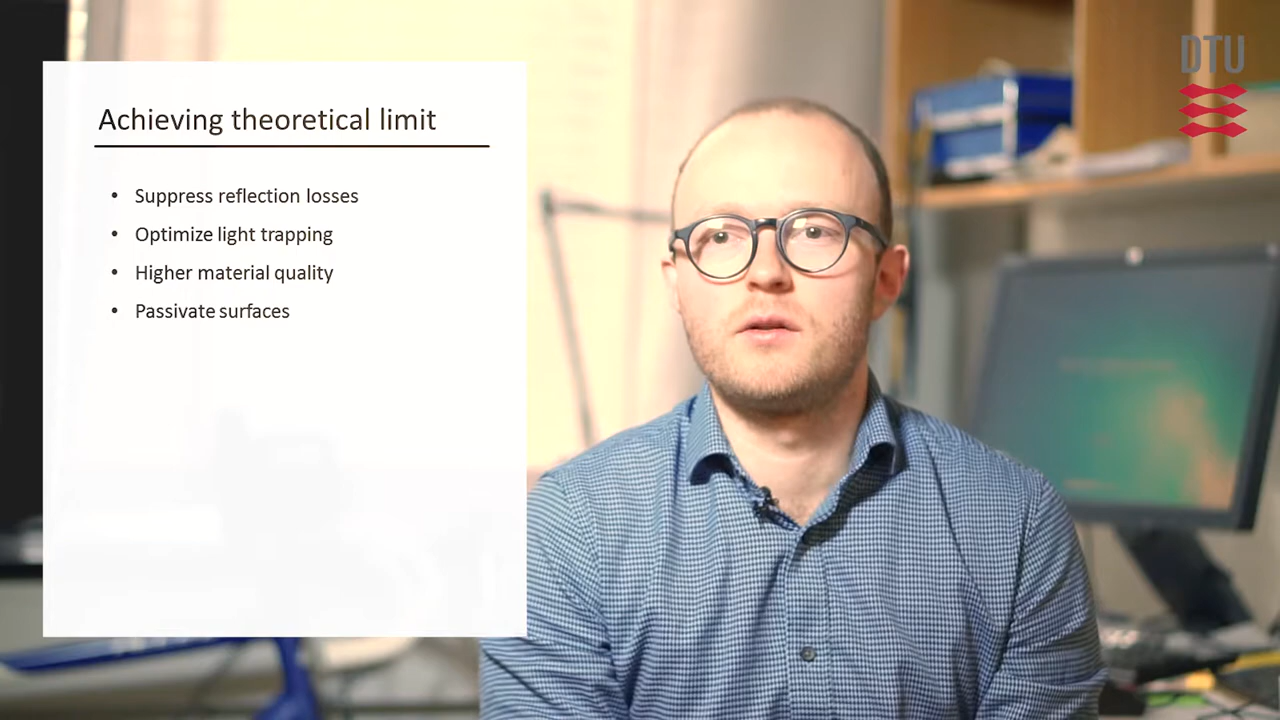 Achieving theoretical limit
• Suppress reflection losses
• Optimize light trapping
• Higher material quality
• Passivate surfaces
DTU